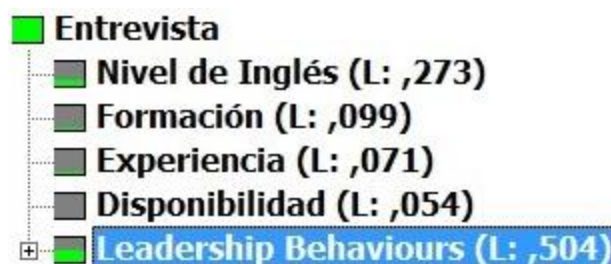 Entrevista
Nivel de Inglés (L: ,273)
Formación (L: ,099)
Experiencia (L: ,071)
Disponibilidad (L: ,054)
Leadership Behaviours (L: ,504)